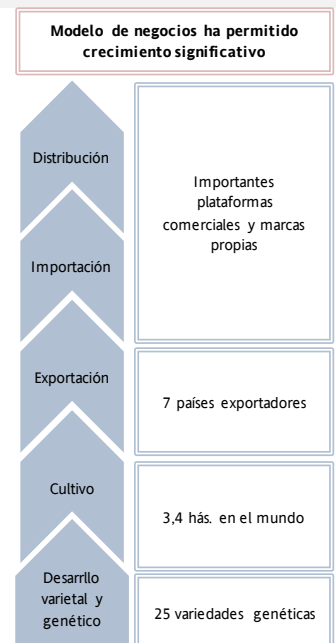 Modelo de negocios ha permitido
crecimiento significativo
Distribución
Importantes
plataformas
comerciales y marcas
propias
Importación
Exportación
7 países exportadores
Cultivo
3,4 hás. en el mundo
Desarrllo
varietal y
genético
25 variedades genéticas